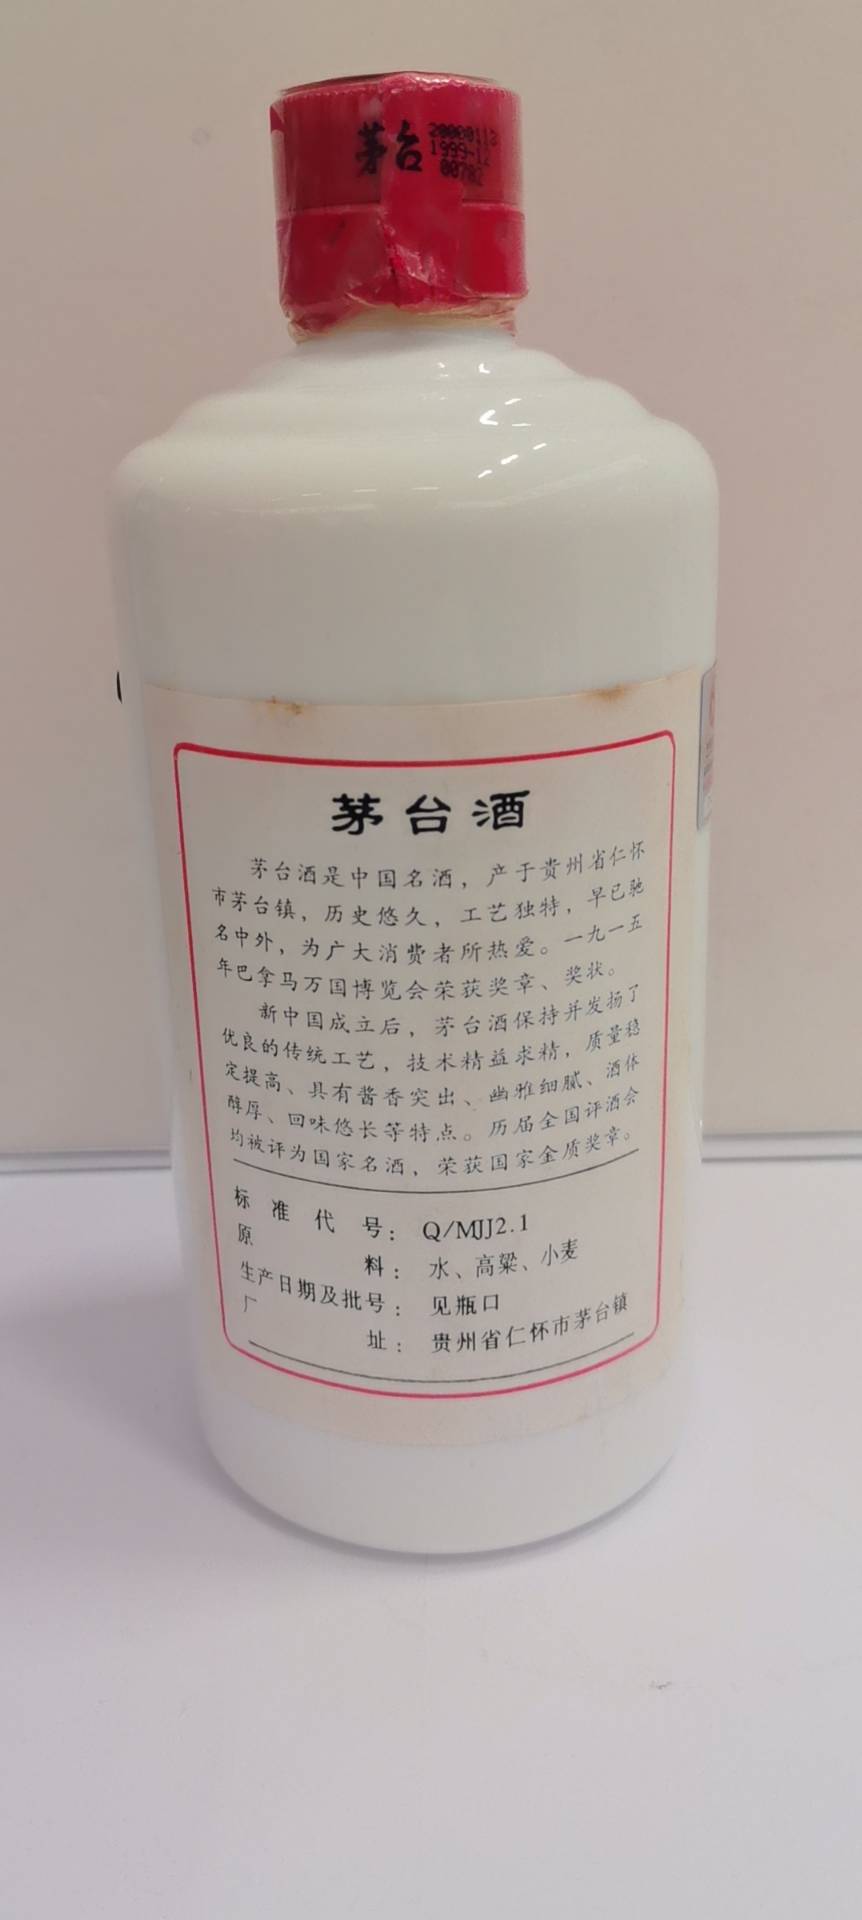 茅台
20000113
1999-12
00782
茅台酒
茅台酒是中国名酒，产于贵州省仁怀
市茅台镇，历史悠久，工艺独特，早已驰
名中外，为广大消费者所热爱。一九一五
年巴拿马万国博览会荣获奖章、奖状。
新中国成立后，茅台酒保持并发扬了
优良的传统工艺，技术精益求精，质量稳
定提高、具有酱香突出、幽雅细腻、酒体
醇厚、回味悠长等特点。历届全国评酒会
均被评为国家名酒，荣获国家金质奖章。
标准代号：Q/MJJ2.1
原料：水、高粱、小麦
生产日期及批号：见瓶口
厂址：贵州省仁怀市茅台镇